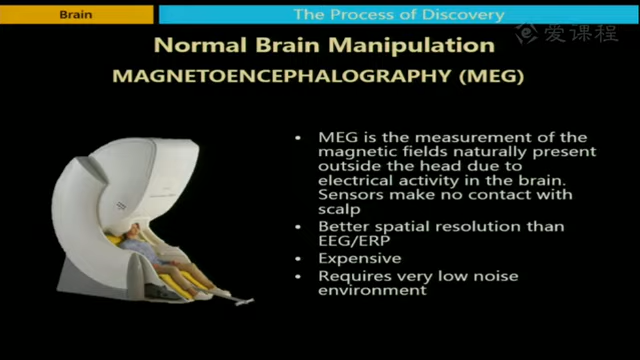 Brain
The Process of Discovery
爱课程
Normal Brain Manipulation
MAGNETOENCEPHALOGRAPHY (MEG)
• MEG is the measurement of the
magnetic fields naturally present
outside the head due to
electrical activity in the brain.
Sensors make no contact with
scalp
• Better spatial resolution than
EEG/ERP
• Expensive
• Requires very low noise
environment